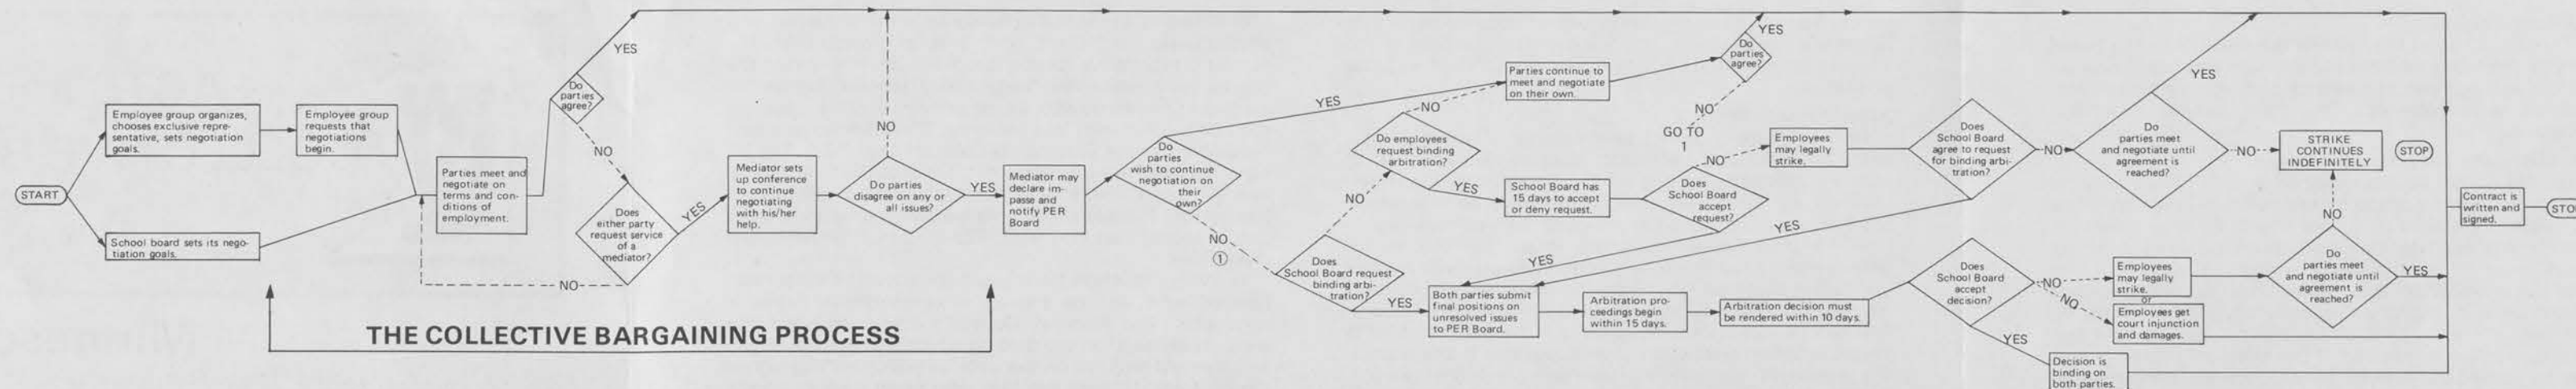 START
Employee group organizes,
chooses exclusive repre-
sentative, sets negotiation
goals.
Employee group
requests that
negotiations
begin.
School board sets its nego-
tiation goals.
Parties meet and
negotiate on
terms and con-
ditions of
employment.
Do
parties
agree?
YES
NO
Does
either party
request service
of a
mediator?
YES
NO
Mediator sets
up conference
to continue
negotiating
with his/her
help.
Do parties
disagree on any or
all issues?
NO
YES
Mediator may
declare im-
passe and
notify PER
Board
Do
parties
wish to continue
negotiation on
their
own?
YES
NO
①
Parties continue to
meet and negotiate
on their own.
Do
parties
agree?
YES
NO
GO TO
1
Does
School Board request
binding arbi-
tration?
NO
YES
Do employees
request binding
arbitration?
NO
YES
School Board has
15 days to accept
or deny request.
Does
School Board
accept
request?
NO
YES
Employees
may legally
strike.
Does
School Board
agree to request
for binding arbi-
tration?
NO
YES
Do
parties meet
and negotiate until
agreement is
reached?
YES
NO
STRIKE
CONTINUES
INDEFINITELY
STOP
Both parties submit
final positions on
unresolved issues
to PER Board.
Arbitration pro-
ceedings begin
within 15 days.
Arbitration decision must
be rendered within 10 days.
Does
School Board
accept
decision?
NO
NO
YES
Employees
may legally
strike.
or
Employees get
court injunction
and damages.
Decision is
binding on
both parties.
Do
parties meet
and negotiate until
agreement is
reached?
NO
YES
Contract is
written and
signed.
STO
THE COLLECTIVE BARGAINING PROCESS